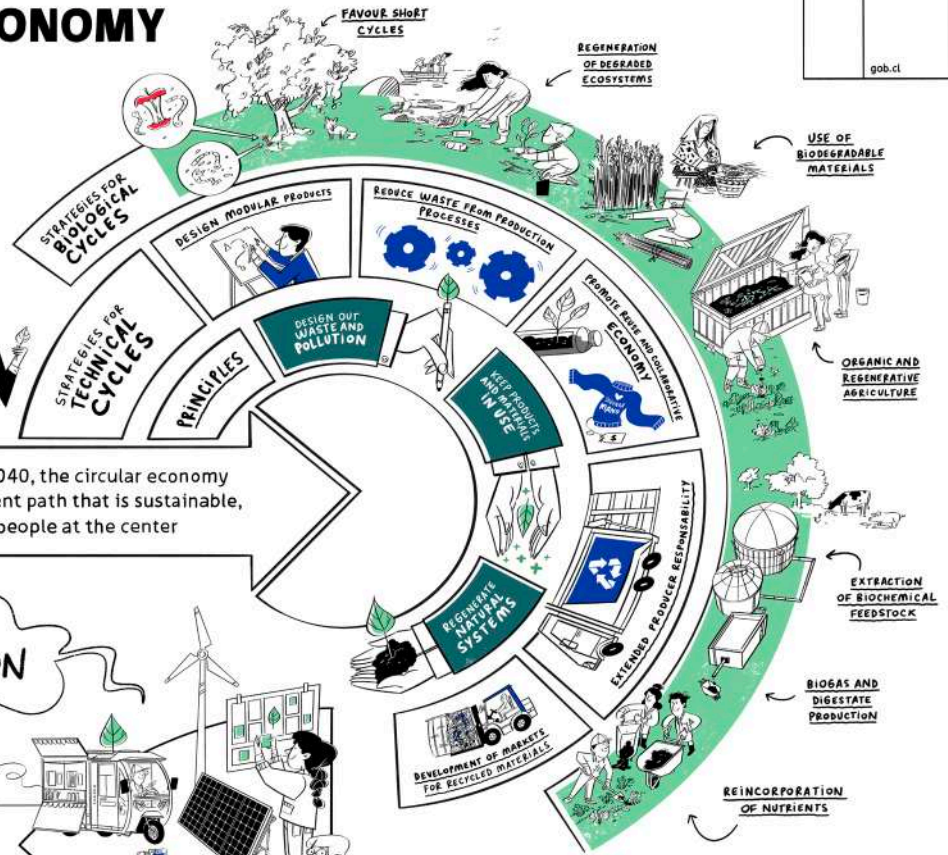 ONOMY
FAVOUR SHORT
CYCLES
REGENERATION
OF DEGRADED
ECOSYSTEMS
gob.cl
USE OF
BIODEGRADABLE
MATERIALS
STRATEGIES FOR
BIOLOGICAL
CYCLES
DESIGN MODULAR PRODUCTS
REDUCE WASTE FROM PRODUCTION
PROCESSES
PROMOTE REUSE AND COLLABORATIVE
ECONOMY
ORGANIC AND
REGENERATIVE
AGRICULTURE
STRATEGIES FOR
TECHNICAL
CYCLES
PRINCIPLES
DESIGN OUT
WASTE AND
POLLUTION
KEEP PRODUCTS
AND MATERIALS
IN USE
SECOND
HAND
$
040, the circular economy
ent path that is sustainable,
people at the center
REGENERATE
NATURAL
SYSTEMS
EXTENDED PRODUCER RESPONSIBILITY
EXTRACTION
OF BIOCHEMICAL
FEEDSTOCK
ON
BIOGAS AND
DIGESTATE
PRODUCTION
DEVELOPMENT OF MARKETS
FOR RECYCLED MATERIALS
REINCORPORATION
OF NUTRIENTS